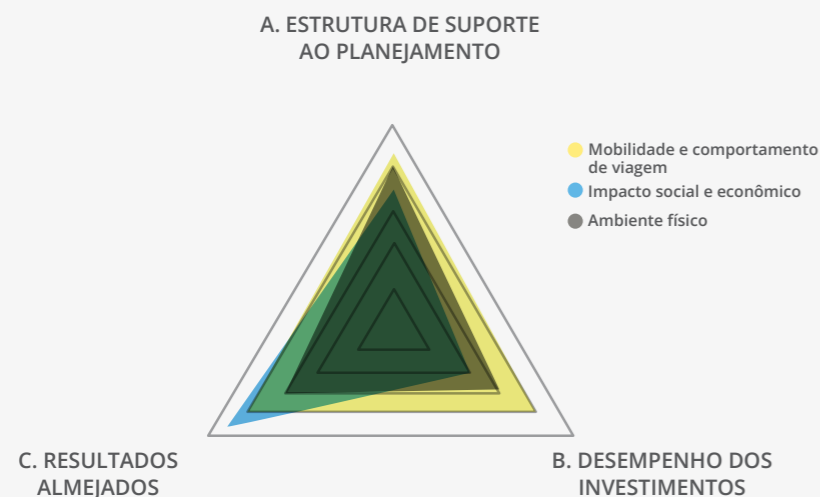 A. ESTRUTURA DE SUPORTE
AO PLANEJAMENTO
Mobilidade e comportamento
de viagem
Impacto social e econômico
Ambiente físico
C. RESULTADOS
ALMEJADOS
B. DESEMPENHO DOS
INVESTIMENTOS